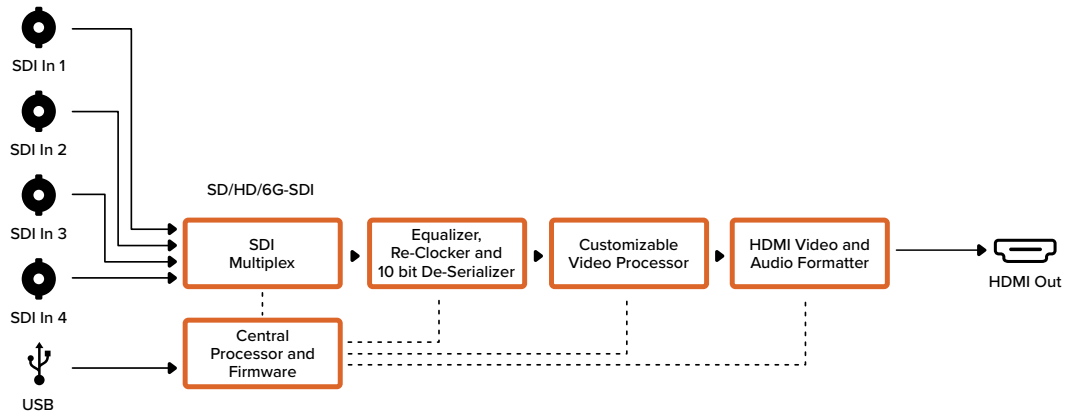 SDI In 1
SDI In 2
SDI In 3
SDI In 4
USB
SD/HD/6G-SDI
SDI
Multiplex
Equalizer,
Re-Clocker and
10 bit De-Serializer
Customizable
Video Processor
HDMI Video and
Audio Formatter
HDMI Out
Central
Processor and
Firmware